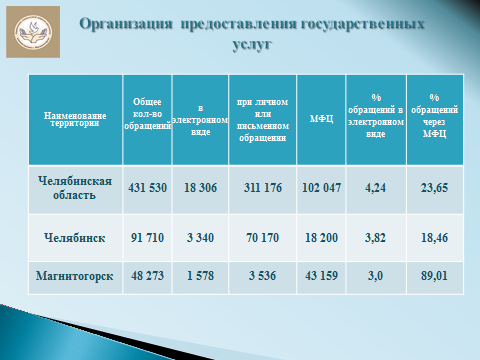 Организация предоставления государственных
услуг
Наименование
территории
Общее
кол-во
обращений
в
электронном
виде
при личном
или
письменном
обращении
МФЦ
%
обращений в
электронном
виде
%
обращений
через
МФЦ
Челябинская
область
431 530
18 306
311 176
102 047
4,24
23,65
Челябинск
91 710
3 340
70 170
18 200
3,82
18,46
Магнитогорск
48 273
1 578
3 536
43 159
3,0
89,01